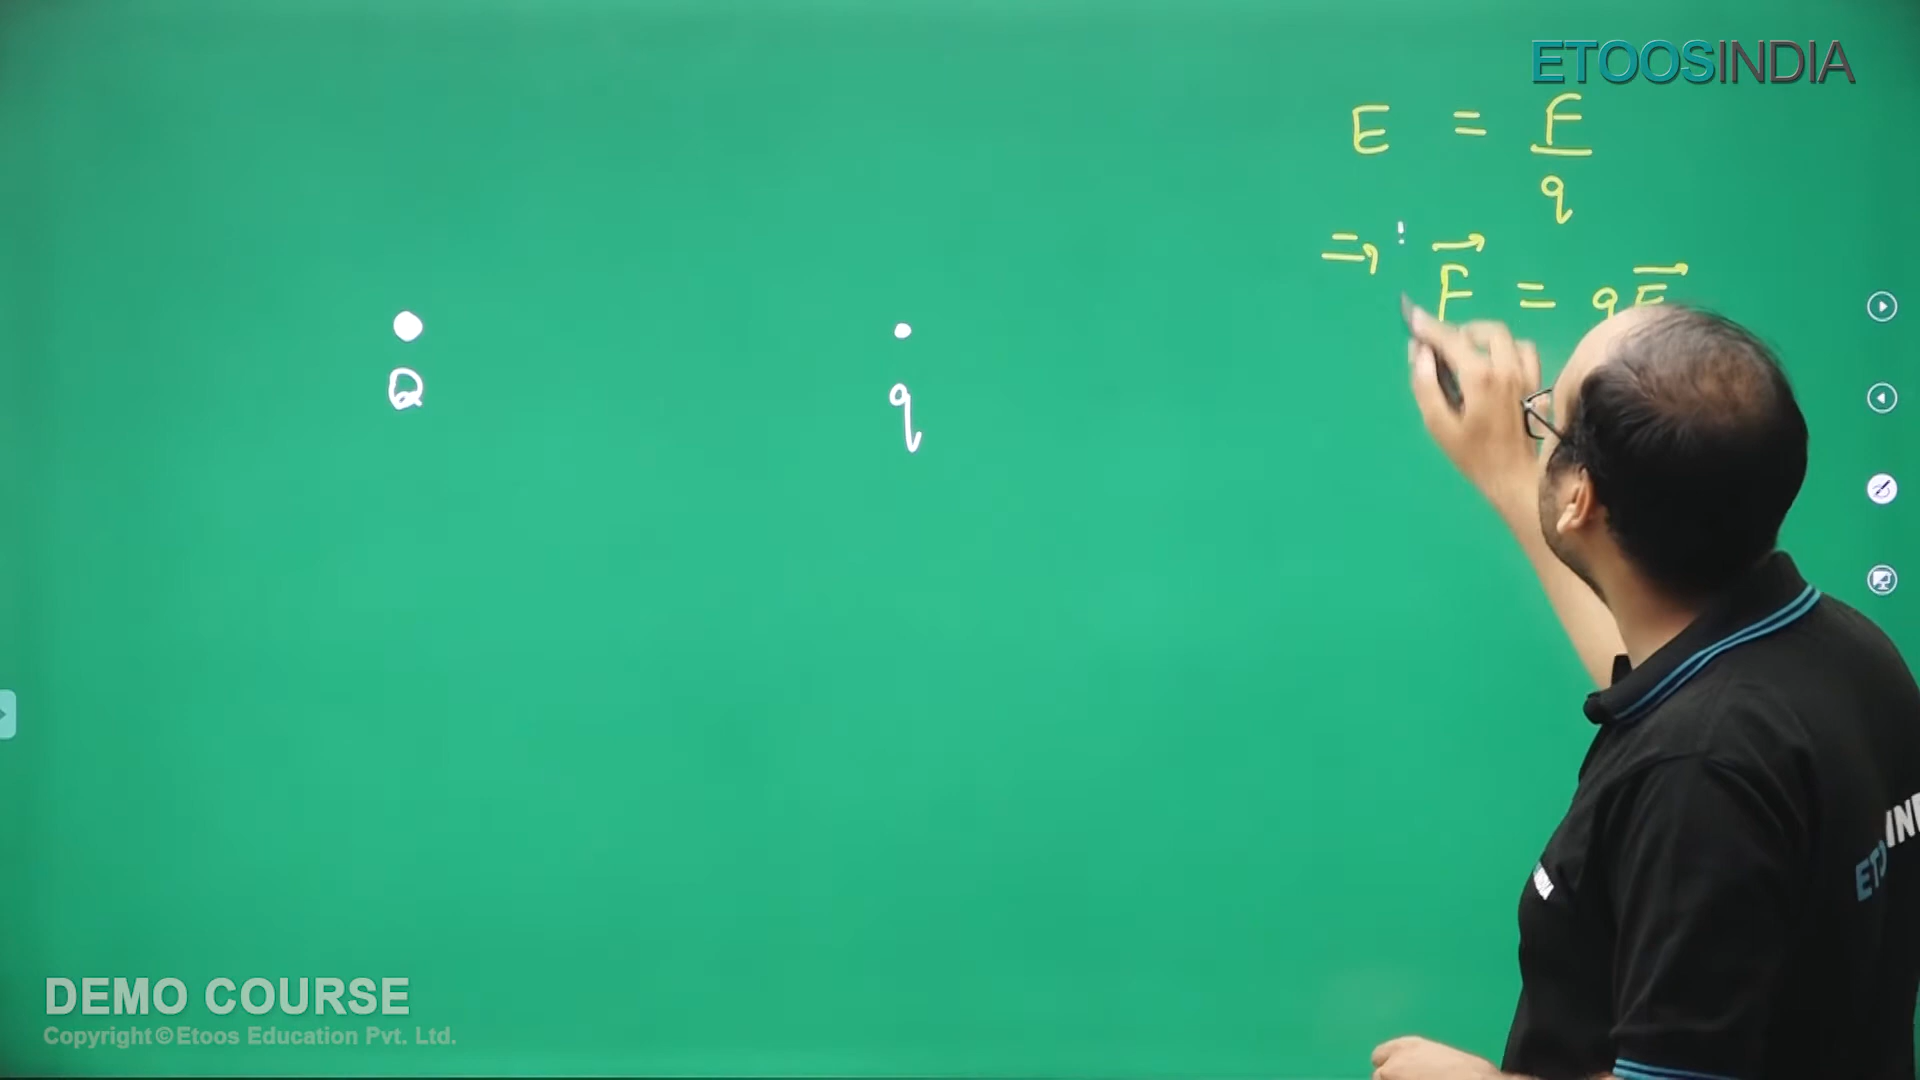 ETOOSINDIA
E = F/q
⇒ F⃗ = qE⃗
Q
q
DEMO COURSE
Copyright©Etoos Education Pvt. Ltd.